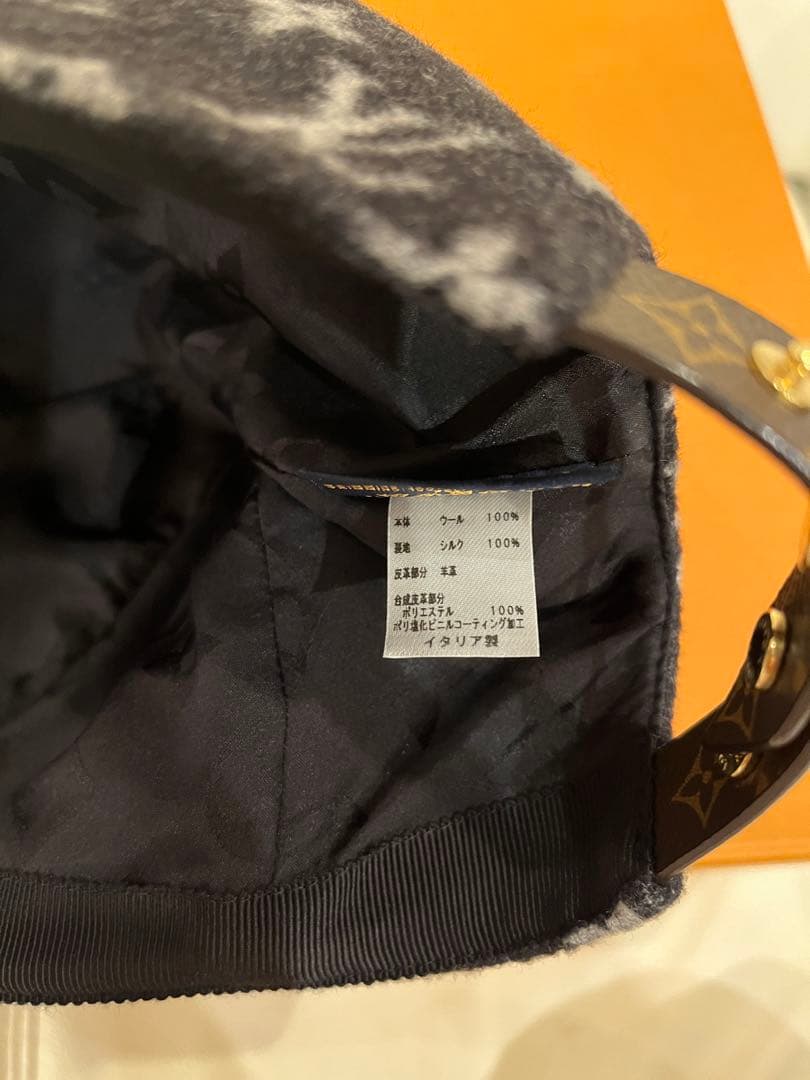 本体 ウール 100%
裏地 シルク 100%
皮革部分 羊革
合成皮革部分
ポリエステル 100%
ポリ塩化ビニルコーティング加工
イタリア製